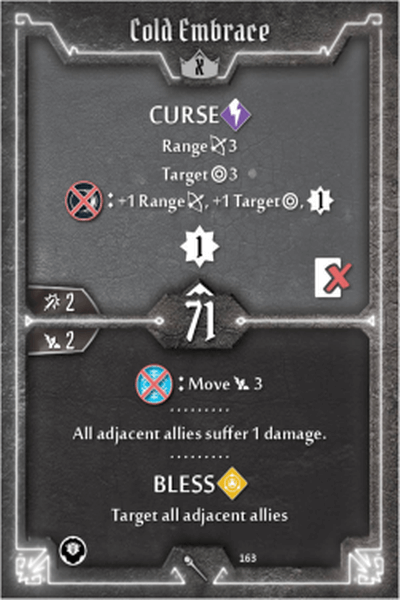 Cold Embrace
X
CURSE
Range 3
Target 3
: +1 Range, +1 Target,
1
1
2
71
2
: Move 3
All adjacent allies suffer 1 damage.
BLESS
Target all adjacent allies
163